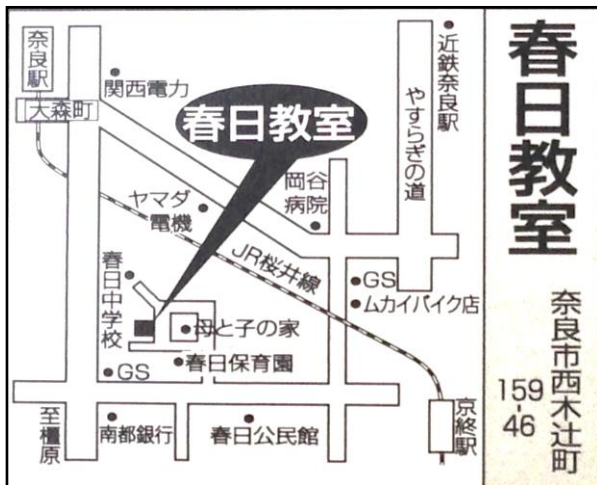 奈良駅
大森町
関西電力
春日教室
近鉄奈良駅
やすらぎの道
岡谷
病院
ヤマダ
電機
JR桜井線
GS
ムカイバイク店
春日中学校
母と子の家
春日保育園
GS
至橿原
南都銀行
春日公民館
京終駅
春日教室
奈良市西木辻町
159-46